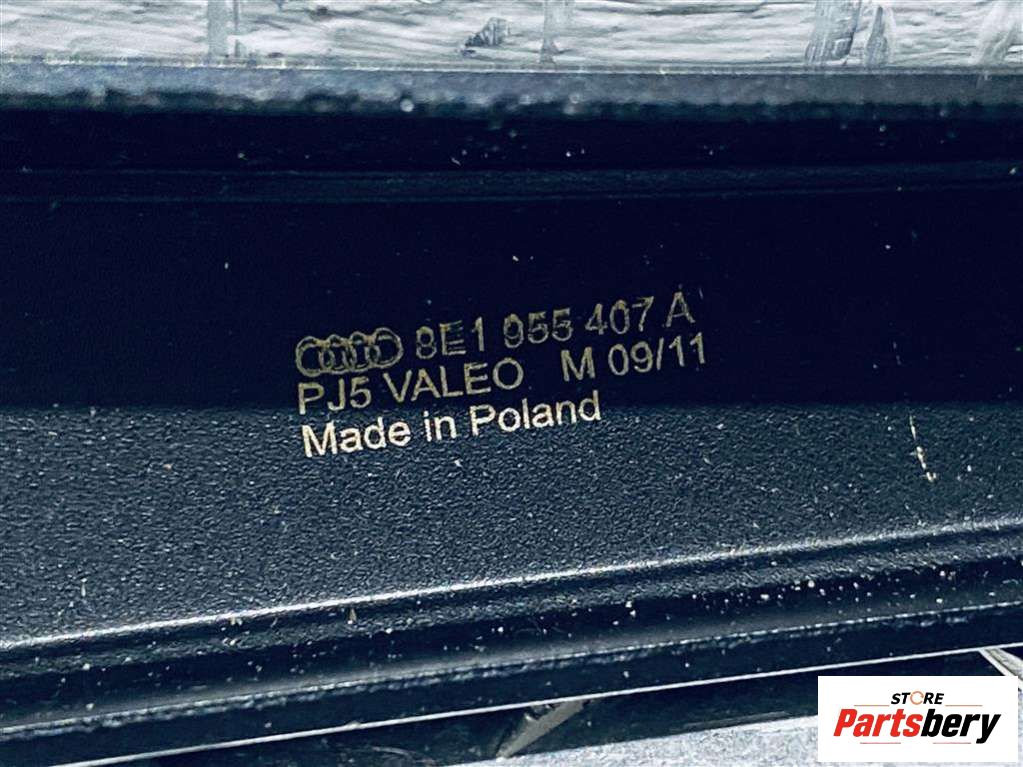 8E1 955 407 A
PJ5 VALEO M 09/11
Made in Poland
STORE
Partsbery